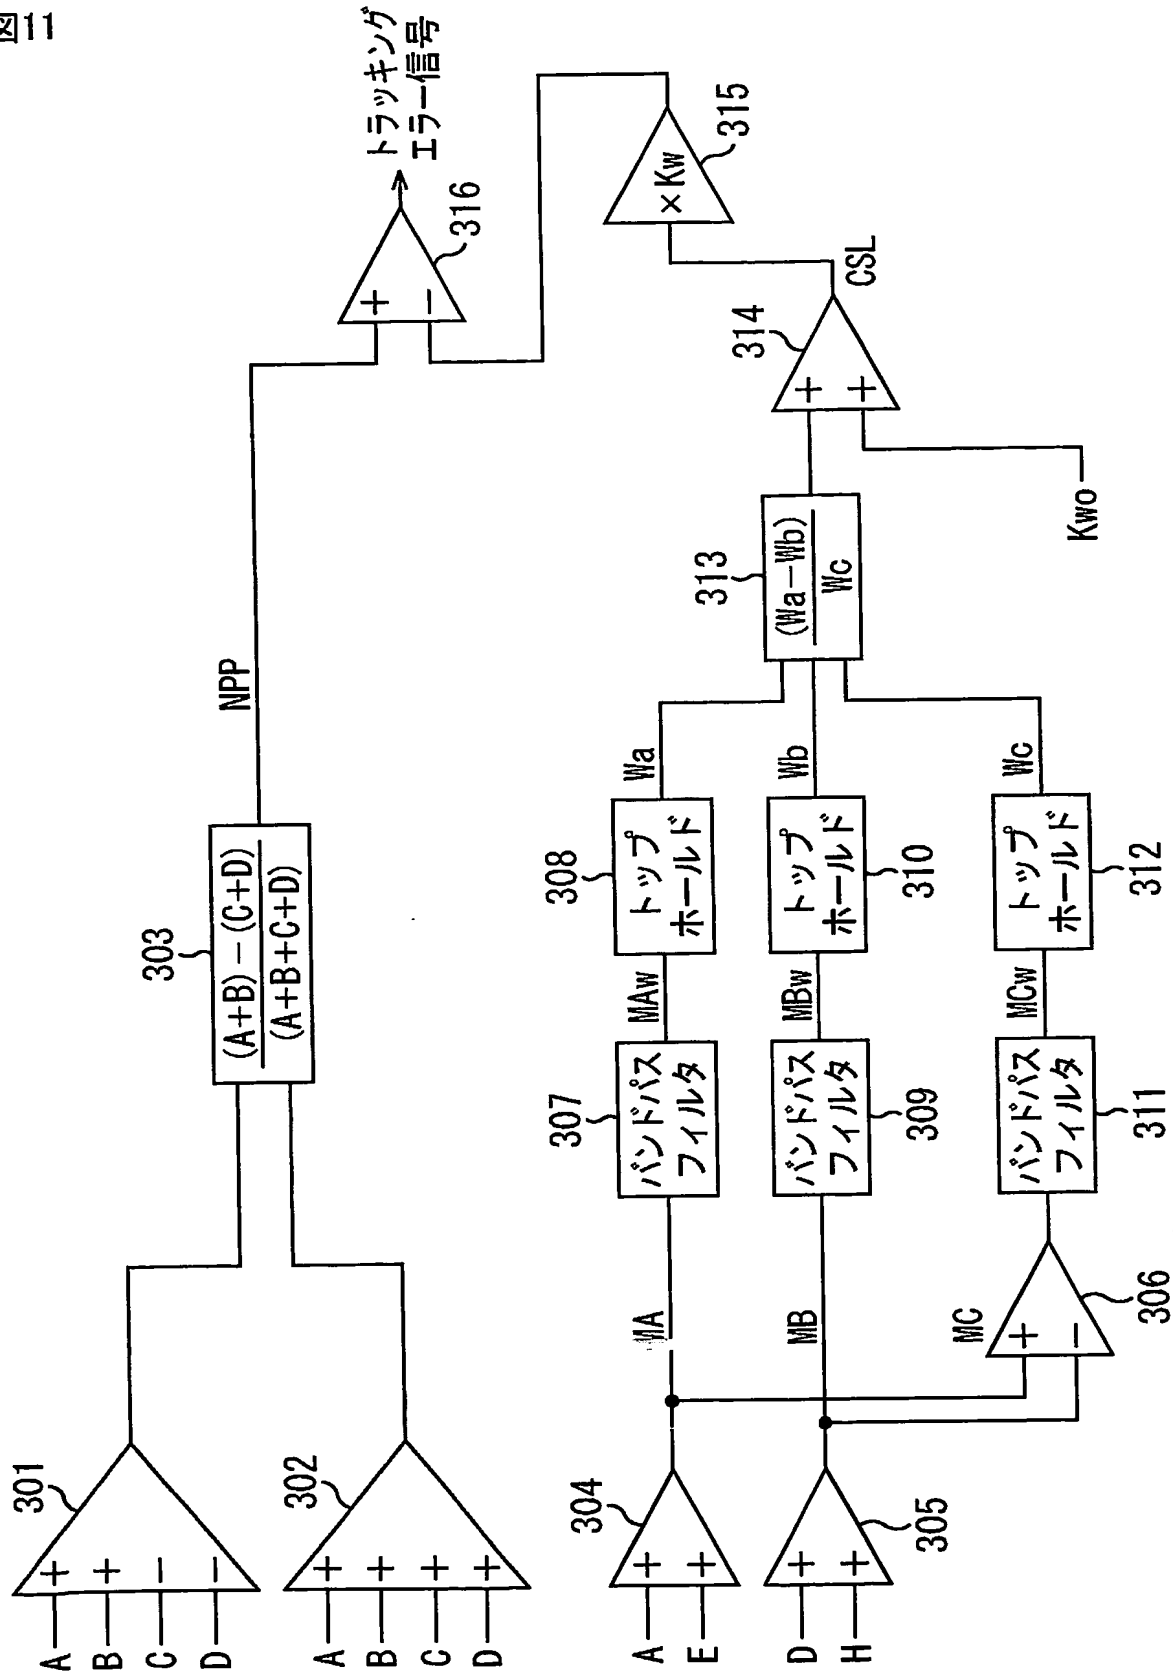 図11
A
B
C
D
+
+
−
−
301
A
B
C
D
+
+
+
+
302
303
(A+B)−(C+D)
(A+B+C+D)
NPP
+
−
316
トラッキング
エラー信号
A
E
+
+
304
D
H
+
+
305
MA
MB
MC
+
−
306
307
バンドパス
フィルタ
MAw
308
トップ
ホールド
Wa
バンドパス
フィルタ
309
MBw
トップ
ホールド
310
Wb
バンドパス
フィルタ
311
MCw
トップ
ホールド
312
Wc
313
(Wa−Wb)
Wc
Kwo
314
+
+
CSL
×Kw
315